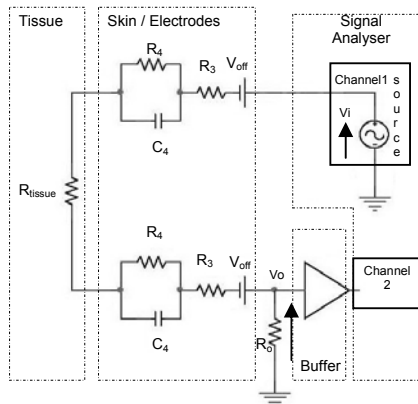 Tissue
Skin / Electrodes
Signal
Analyser
R4
R3
Voff
C4
Channel1
source
Vi
Rtissue
R4
R3
Voff
C4
Vo
Ro
Buffer
Channel
2